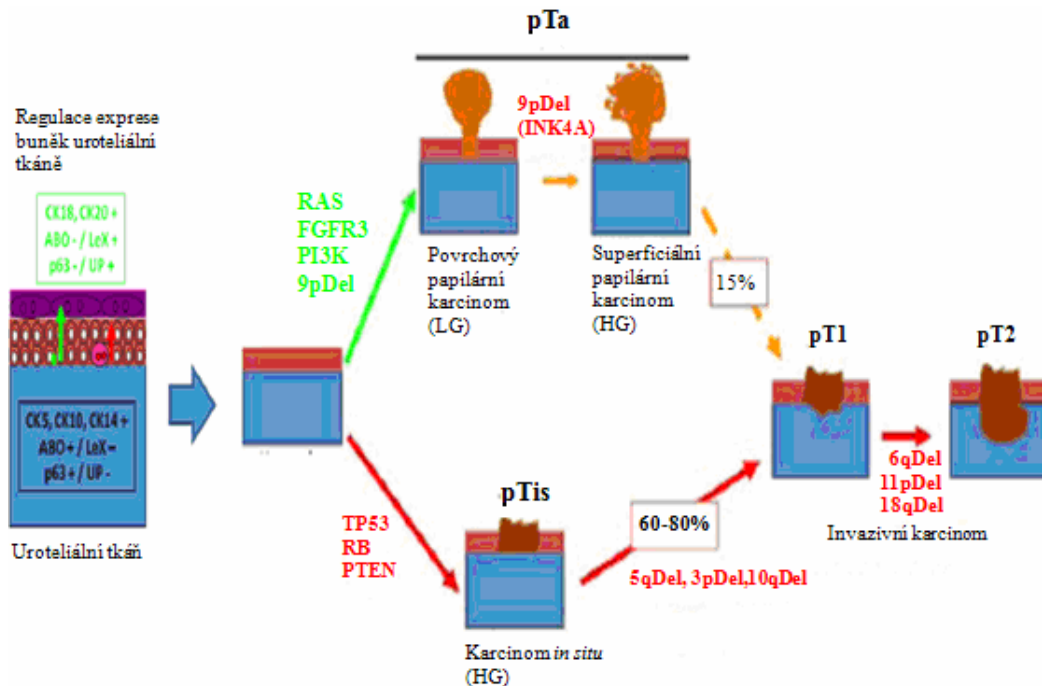 pTa
Regulace exprese
buněk uroteliální
tkáně
CK18, CK20 +
ABO - / LeX +
p63 - / UP +
CK5, CK10, CK14 +
ABO + / LeX –
p63 + / UP -
Uroteliální tkáň
RAS
FGFR3
PI3K
9pDel
9pDel
(INK4A)
Povrchový
papilární
karcinom
(LG)
Superficiální
papilární
karcinom
(HG)
15%
TP53
RB
PTEN
pTis
Karcinom in situ
(HG)
60-80%
5qDel, 3pDel,10qDel
pT1
pT2
6qDel
11pDel
18qDel
Invazivní karcinom